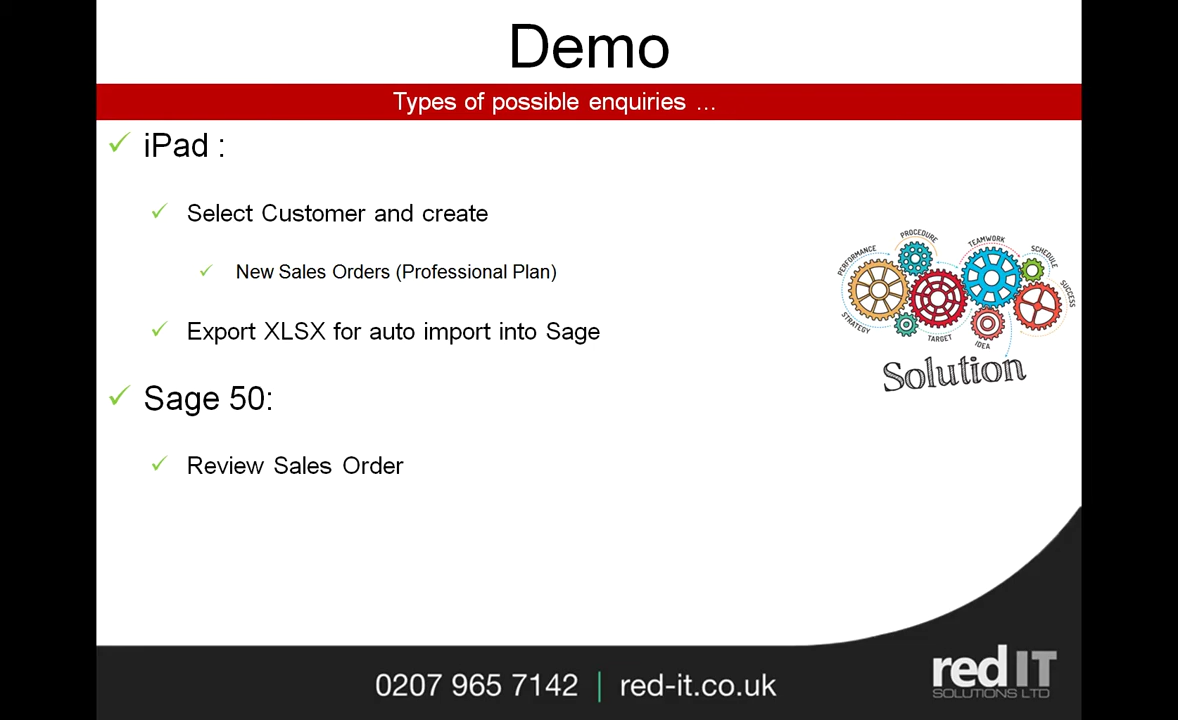 Demo
Types of possible enquiries ...
iPad :
Select Customer and create
New Sales Orders (Professional Plan)
Export XLSX for auto import into Sage
Sage 50:
Review Sales Order
PERFORMANCE
PROCEDURE
TEAMWORK
SCHEDULE
SUCCESS
STRATEGY
TARGET
IDEA
Solution
0207 965 7142 | red-it.co.uk
red IT
SOLUTIONS LTD